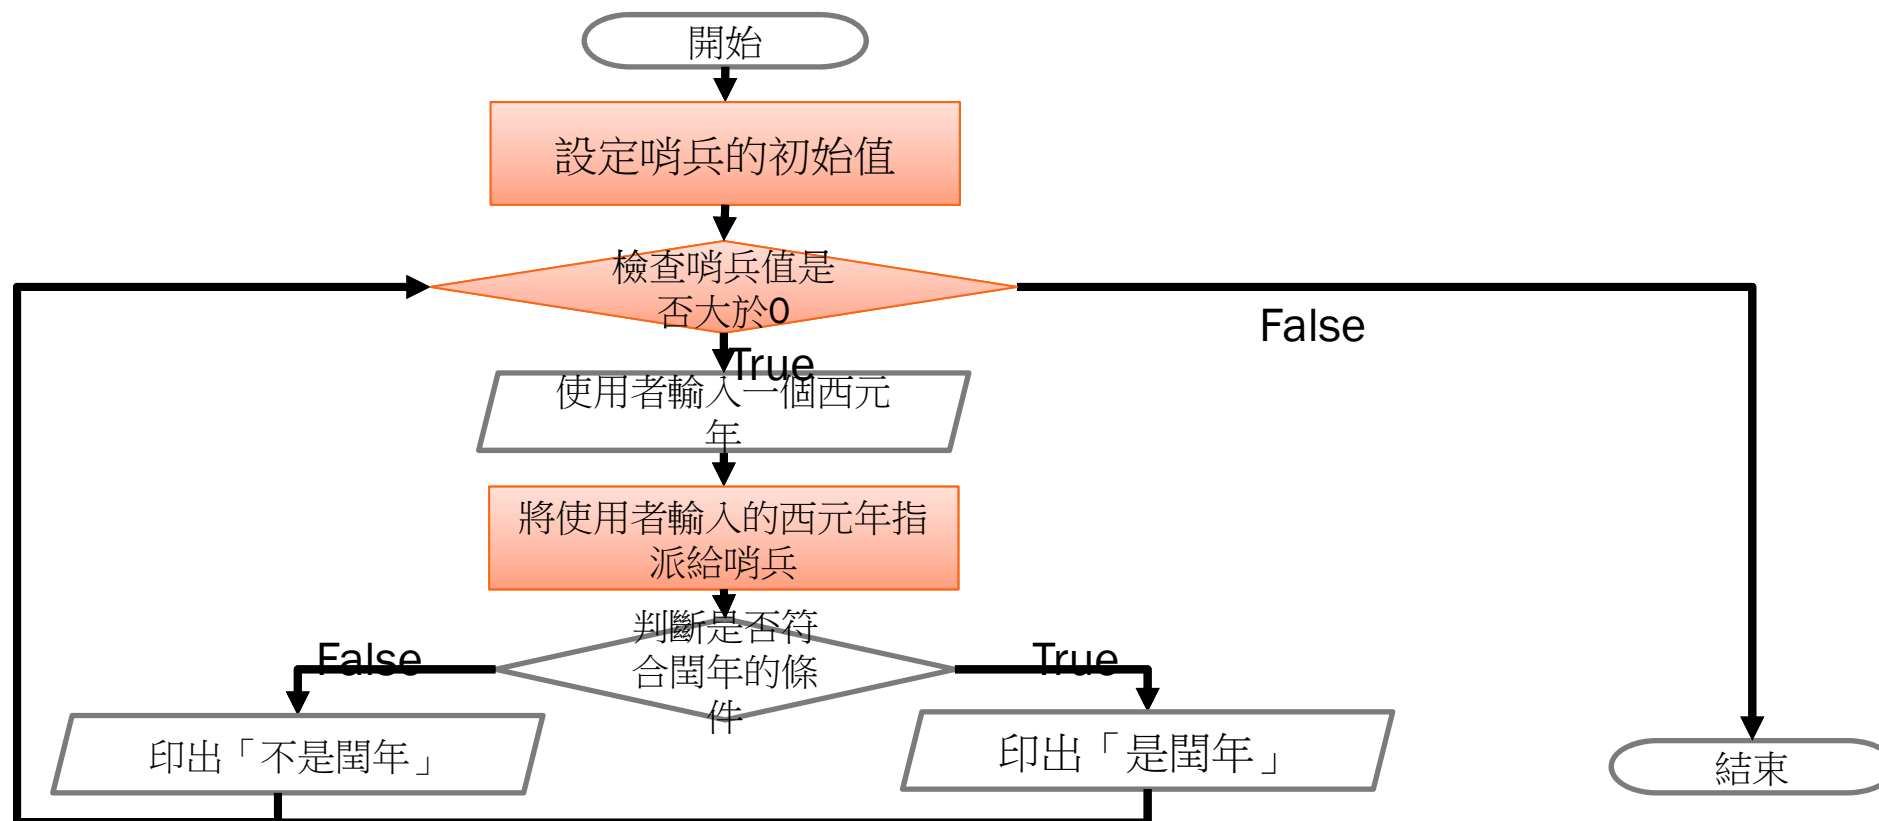 開始
設定哨兵的初始值
檢查哨兵值是
否大於0
False
True
使用者輸入一個西元
年
將使用者輸入的西元年指
派給哨兵
判斷是否符
合閏年的條
件
False
True
印出「不是閏年」
印出「是閏年」
結束